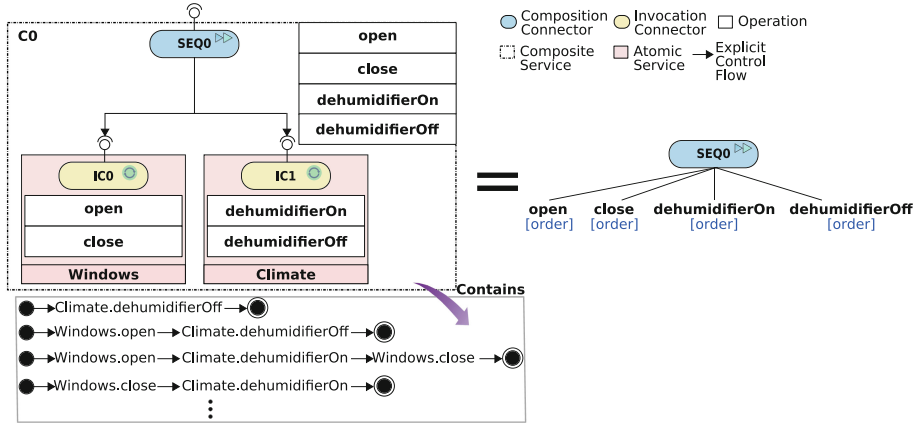 C0
SEQ0
open
close
dehumidifierOn
dehumidifierOff
IC0
open
close
Windows
IC1
dehumidifierOn
dehumidifierOff
Climate
Contains
Climate.dehumidifierOff
Windows.open Climate.dehumidifierOff
Windows.open Climate.dehumidifierOn Windows.close
Windows.close Climate.dehumidifierOn
Composition
Connector
Invocation
Connector
Operation
Composite
Service
Atomic
Service
Explicit
Control
Flow
=
SEQ0
open close dehumidifierOn dehumidifierOff
[order] [order] [order] [order]